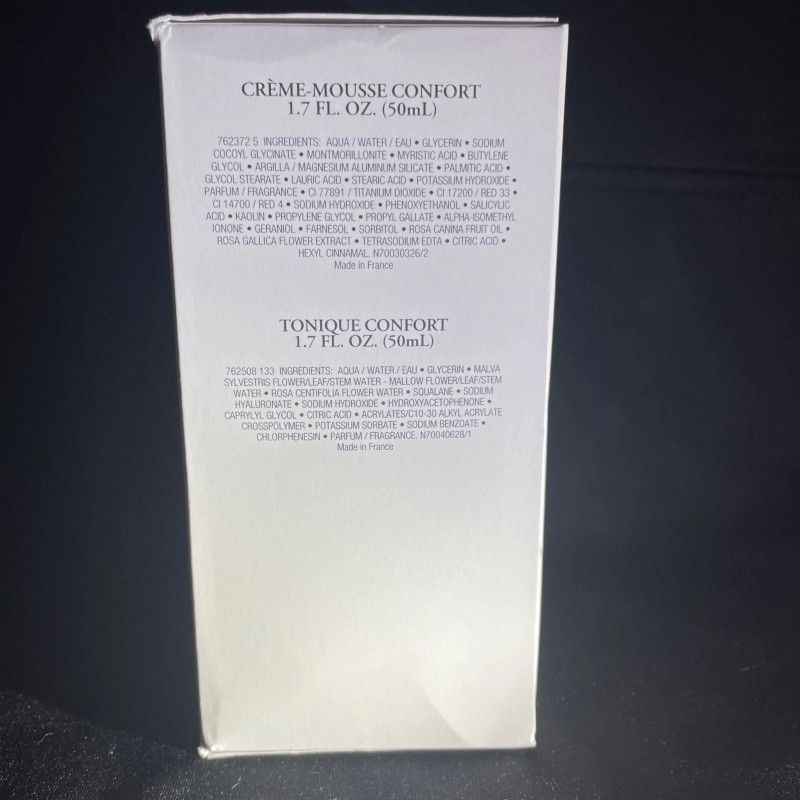 CRÈME-MOUSSE CONFORT
1.7 FL. OZ. (50mL)
762372 5 INGREDIENTS: AQUA / WATER / EAU • GLYCERIN • SODIUM
COCOYL GLYCINATE • MONTMORILLONITE • MYRISTIC ACID • BUTYLENE
GLYCOL • ARGILLA / MAGNESIUM ALUMINUM SILICATE • PALMITIC ACID •
GLYCOL STEARATE • LAURIC ACID • STEARIC ACID • POTASSIUM HYDROXIDE •
PARFUM / FRAGRANCE • CI 77891 / TITANIUM DIOXIDE • CI 17200 / RED 33 •
CI 14700 / RED 4 • SODIUM HYDROXIDE • PHENOXYETHANOL • SALICYLIC
ACID • KAOLIN • PROPYLENE GLYCOL • PROPYL GALLATE • ALPHA-ISOMETHYL
IONONE • GERANIOL • FARNESOL • SORBITOL • ROSA CANINA FRUIT OIL •
ROSA GALLICA FLOWER EXTRACT • TETRASODIUM EDTA • CITRIC ACID •
HEXYL CINNAMAL. N70030326/2
Made in France
TONIQUE CONFORT
1.7 FL. OZ. (50mL)
762508 133 INGREDIENTS: AQUA / WATER / EAU • GLYCERIN • MALVA
SYLVESTRIS FLOWER/LEAF/STEM WATER - MALLOW FLOWER/LEAF/STEM
WATER • ROSA CENTIFOLIA FLOWER WATER • SQUALANE • SODIUM
HYALURONATE • SODIUM HYDROXIDE • HYDROXYACETOPHENONE •
CAPRYLYL GLYCOL • CITRIC ACID • ACRYLATES/C10-30 ALKYL ACRYLATE
CROSSPOLYMER • POTASSIUM SORBATE • SODIUM BENZOATE •
CHLORPHENESIN • PARFUM / FRAGRANCE. N70040628/1
Made in France